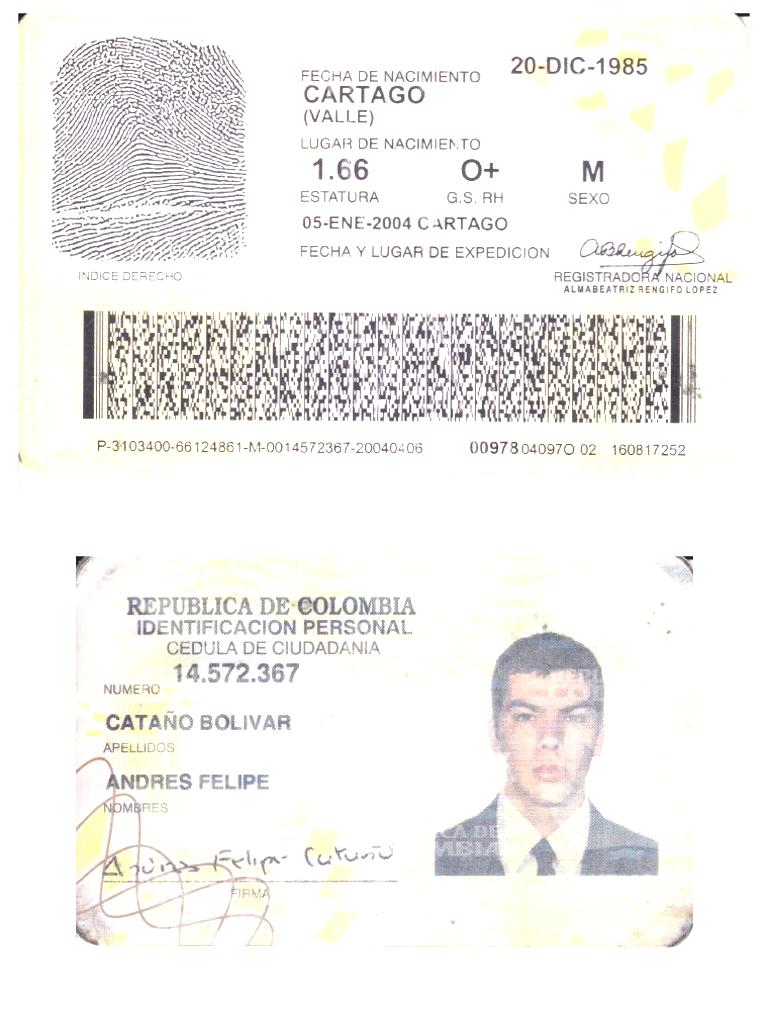 FECHA DE NACIMIENTO 20-DIC-1985
CARTAGO
(VALLE)
LUGAR DE NACIMIENTO
1.66 O+ M
ESTATURA G.S. RH SEXO
05-ENE-2004 CARTAGO
FECHA Y LUGAR DE EXPEDICION
INDICE DERECHO
REGISTRADORA NACIONAL
ALMABEATRIZ RENGIFO LOPEZ
P-3103400-66124861-M-0014572367-20040406 00978 04097O 02 160817252
REPUBLICA DE COLOMBIA
IDENTIFICACION PERSONAL
CEDULA DE CIUDADANIA
14.572.367
NUMERO
CATAÑO BOLIVAR
APELLIDOS
ANDRES FELIPE
NOMBRES
Andres Felipe Cataño
FIRMA